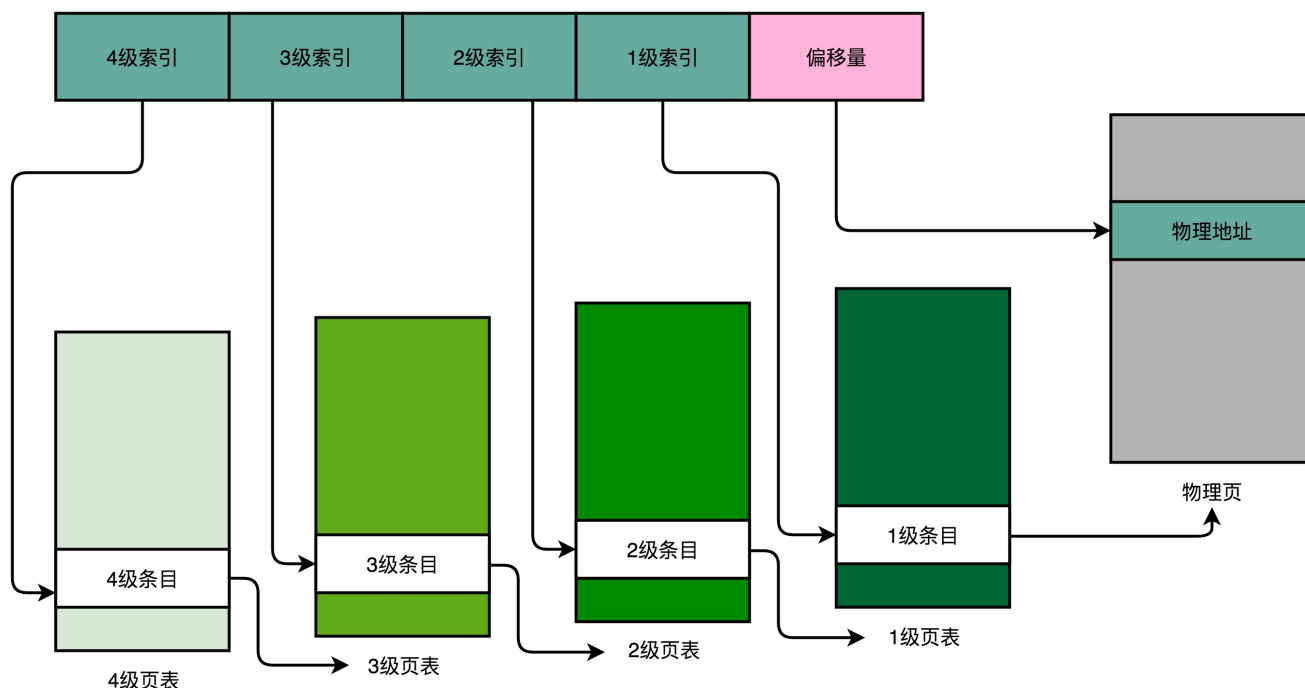 4级索引
3级索引
2级索引
1级索引
偏移量
物理地址
物理页
4级条目
3级条目
2级条目
1级条目
4级页表
3级页表
2级页表
1级页表